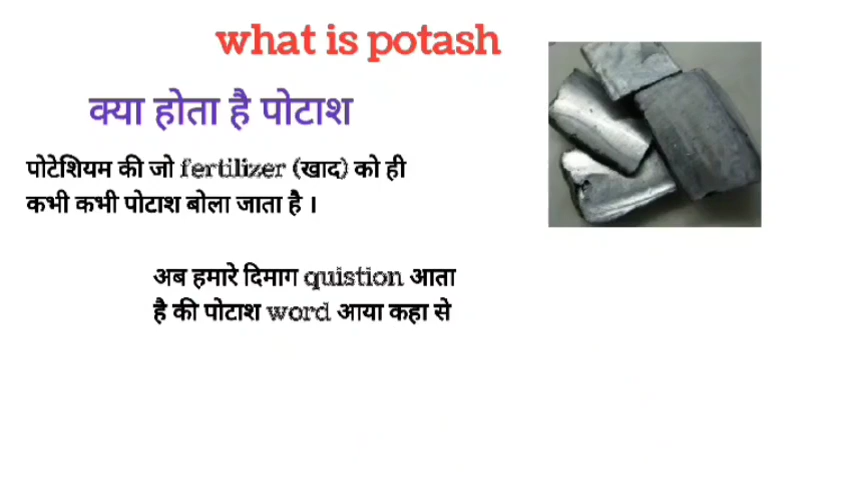 what is potash
क्या होता है पोटाश
पोटेशियम की जो fertilizer (खाद) को ही
कभी कभी पोटाश बोला जाता है ।
अब हमारे दिमाग quistion आता
है की पोटाश word आया कहा से